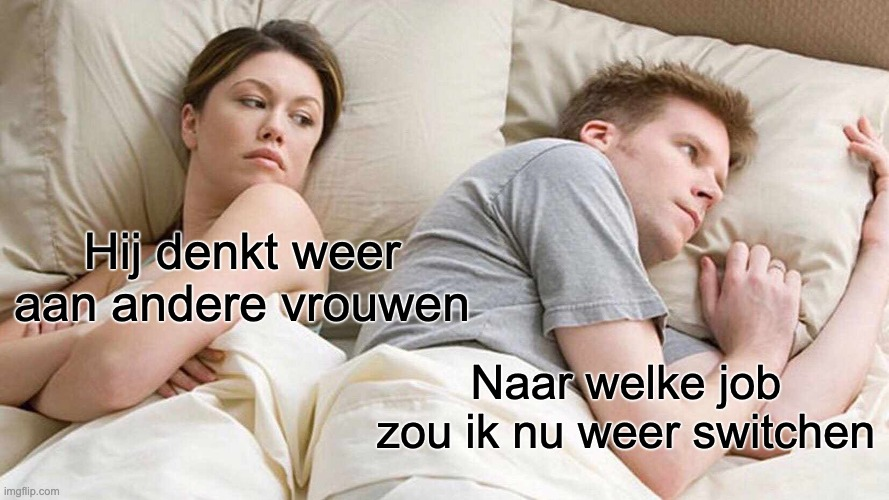 Hij denkt weer
aan andere vrouwen
Naar welke job
zou ik nu weer switchen
imgflip.com